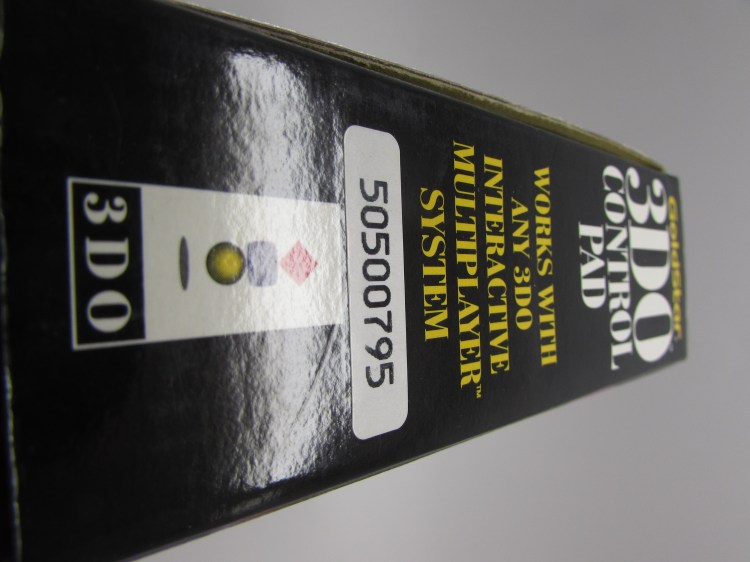 GoldStar
3DO
CONTROL
PAD
WORKS WITH
ANY 3DO
INTERACTIVE
MULTIPLAYER™
SYSTEM
50500795
3DO